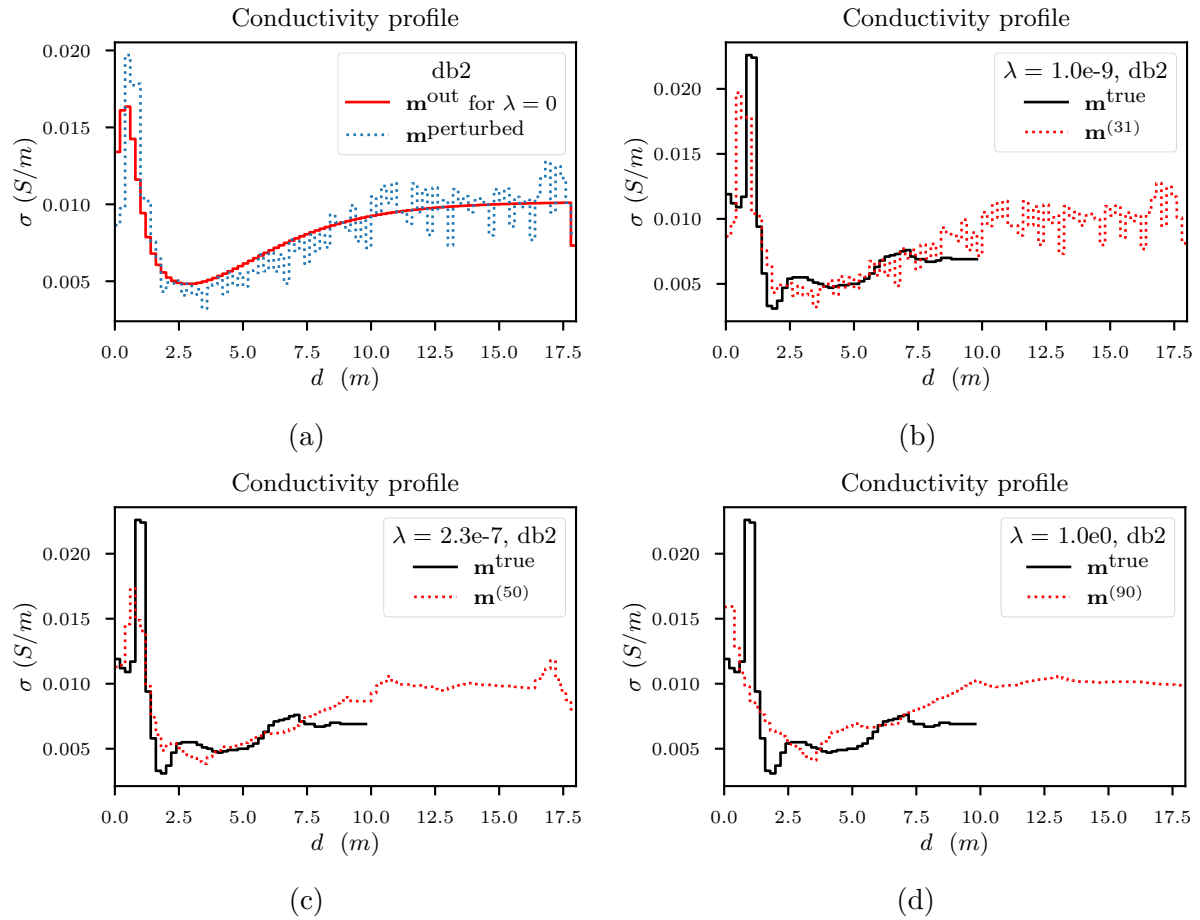 Conductivity profile
0.020
0.015
0.010
0.005
σ (S/m)
db2
m^out for λ = 0
m^perturbed
0.0 2.5 5.0 7.5 10.0 12.5 15.0 17.5
d (m)
(a)
Conductivity profile
0.020
0.015
0.010
0.005
σ (S/m)
λ = 1.0e-9, db2
m^true
m^(31)
0.0 2.5 5.0 7.5 10.0 12.5 15.0 17.5
d (m)
(b)
Conductivity profile
0.020
0.015
0.010
0.005
σ (S/m)
λ = 2.3e-7, db2
m^true
m^(50)
0.0 2.5 5.0 7.5 10.0 12.5 15.0 17.5
d (m)
(c)
Conductivity profile
0.020
0.015
0.010
0.005
σ (S/m)
λ = 1.0e0, db2
m^true
m^(90)
0.0 2.5 5.0 7.5 10.0 12.5 15.0 17.5
d (m)
(d)